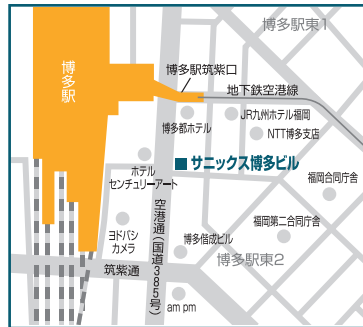 博多駅東1
博多駅
博多駅筑紫口
地下鉄空港線
博多都ホテル
JR九州ホテル福岡
NTT博多支店
サニックス博多ビル
ホテル
センチュリーアート
福岡合同庁舎
空港通(国道385号)
福岡第二合同庁舎
ヨドバシ
カメラ
博多偕成ビル
博多駅東2
筑紫通
am pm